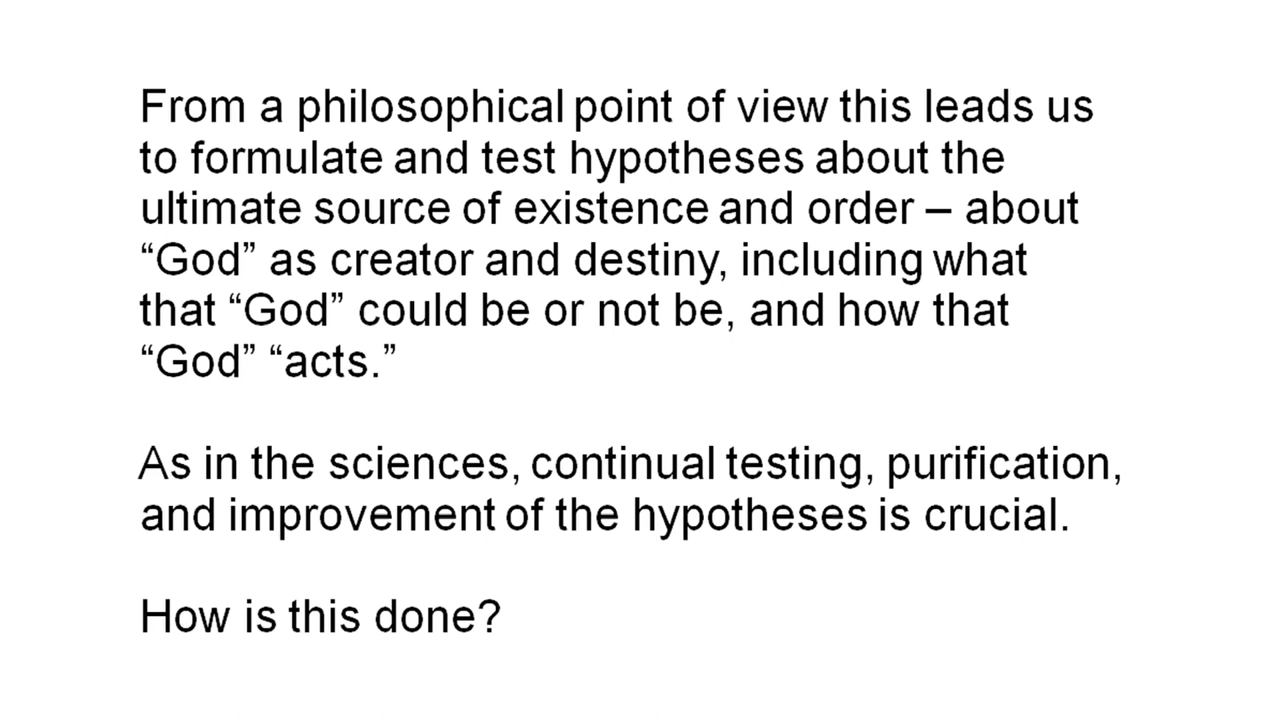 From a philosophical point of view this leads us
to formulate and test hypotheses about the
ultimate source of existence and order – about
“God” as creator and destiny, including what
that “God” could be or not be, and how that
“God” “acts.”
As in the sciences, continual testing, purification,
and improvement of the hypotheses is crucial.
How is this done?